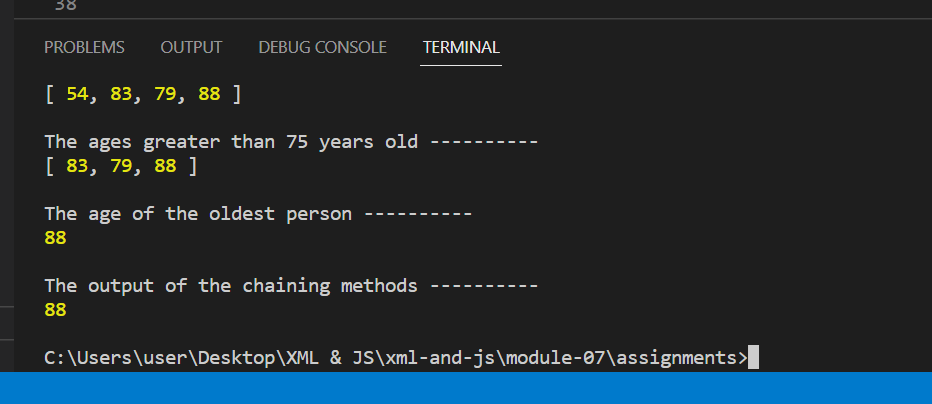 38
PROBLEMS OUTPUT DEBUG CONSOLE TERMINAL
[ 54, 83, 79, 88 ]
The ages greater than 75 years old ----------
[ 83, 79, 88 ]
The age of the oldest person ----------
88
The output of the chaining methods ----------
88
C:\Users\user\Desktop\XML & JS\xml-and-js\module-07\assignments>